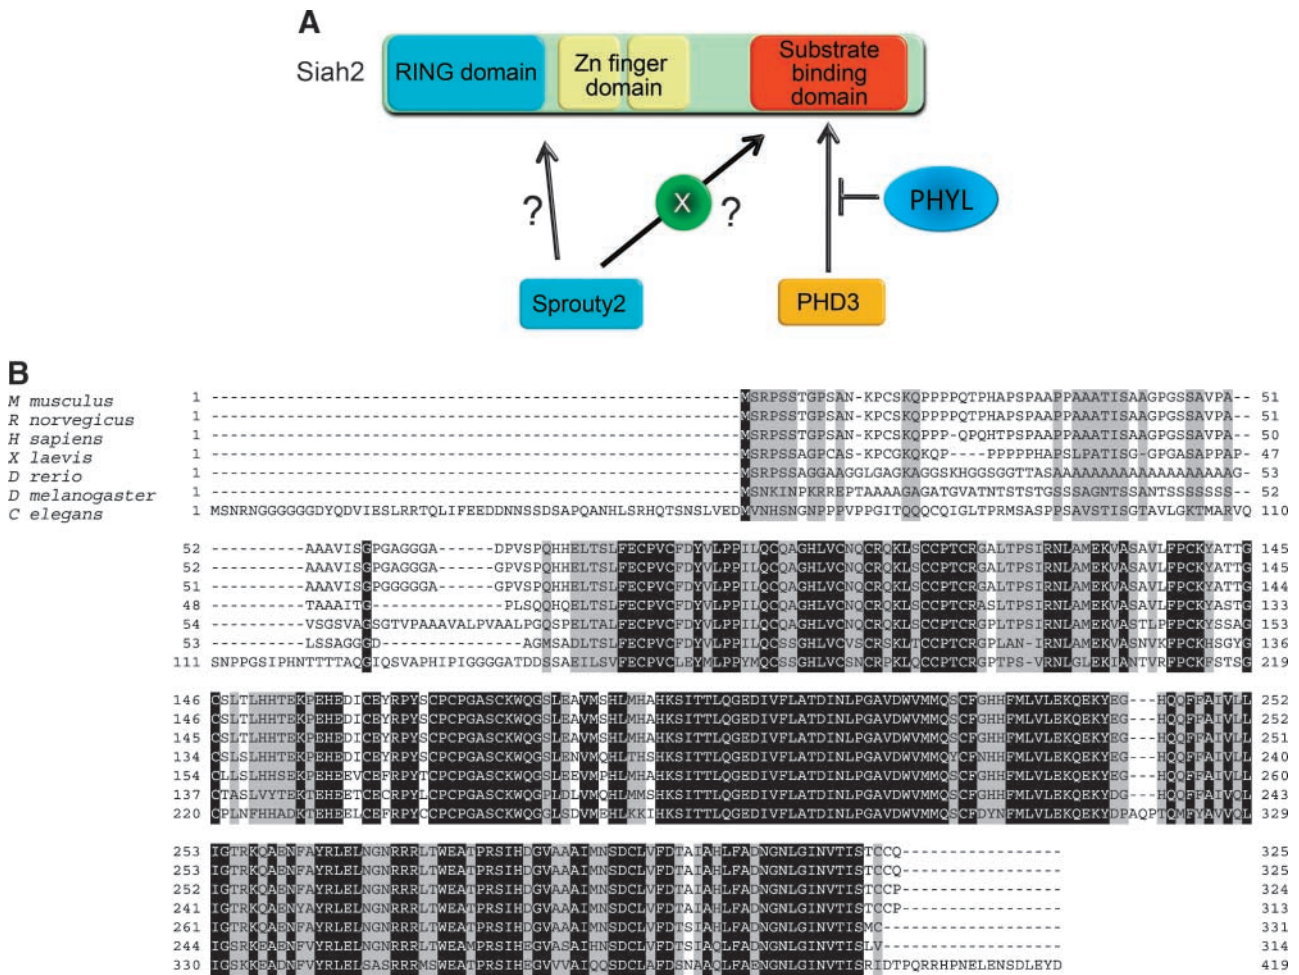 A
Siah2
RING domain
Zn finger
domain
Substrate
binding
domain
X
?
?
PHYL
Sprouty2
PHD3
B
M musculus 1 --------------------------------------------------------MSRPSSTGPSAN-KPCSKQPPPPQTPHAPSPAAPPAAATISAAGPGSSAVPA-- 51
R norvegicus 1 --------------------------------------------------------MSRPSSTGPSAN-KPCSKQPPPPQTPHAPSPAAPPAAATISAAGPGSSAVPA-- 51
H sapiens 1 --------------------------------------------------------MSRPSSTGPSAN-KPCSKQPPP-QPQHTPSPAAPPAAATISAAGPGSSAVPA-- 50
X laevis 1 --------------------------------------------------------MSRPSSAGPCAS-KPCGKQKQP----PPPPPHAPSLPATISG-GPGASAPPAP- 47
D rerio 1 --------------------------------------------------------MSRPSSAGGAAGGLGAGKAGGSKHGGSGGTTASAAAAAAAAAAAAAAAAAAAG- 53
D melanogaster 1 --------------------------------------------------------MSNKINPKRREPTAAAAGAGATGVATNTSTSTGSSSAGNTSSANTSSSSSSS-- 52
C elegans 1 MSNRNGGGGGGDYQDVIESLRRTQLIFEEDDNNSSDSAPQANHLSRHQTSNSLVEDMVNHSNGNPPPVPPGITQQQCQIGLTPRMSASPPSAVTISGTAVLGKTMARVQ 110
52 ----------AAAVISGPGAGGGA------DPVSPQHHELTSLFECPVCFDYVLPPILQCQAGHLVCNQCRQKLSCCPTCRGALTPSIRNLAMEKVASAVLFPCKYATTG 145
52 ----------AAAVISGPGAGGGA------GPVSPQHHELTSLFECPVCFDYVLPPILQCQAGHLVCNQCRQKLSCCPTCRGALTPSIRNLAMEKVASAVLFPCKYATTG 145
51 ----------AAAVISGPGGGGGA------GPVSPQHHELTSLFECPVCFDYVLPPILQCQAGHLVCNQCRQKLSCCPTCRGALTPSIRNLAMEKVASAVLFPCKYATTG 144
48 ----------TAAAITG--------------PLSQQHQELTSLFECPVCFDYVLPPILQCQAGHLVCNQCRQKLSCCPTCRASLTPSIRNLAMEKVASAVLFPCKYASTG 133
54 ----------VSGSVAGSGTVPAAAVALPVAALPGQSPELTALFECPVCFDYVLPPILQCQAGHLVCNQCRQKLSCCPTCRGPLTPSIRNLAMEKVASTLPFPCKYSSAG 153
53 ----------LSSAGGGD---------------AGMSADLTSLFECPVCFDYVLPPILQCSSGHLVCVSCRSKLTCCPTCRGPLAN-IRNLAMEKVASNVKFPCKHSGYG 136
111 SNPPGSIPHNTTTTAQGIQSVAPHIPIGGGGATDDSSAEILSVFECPVCLEYMLPPYMQCSSGHLVCSNCRPKLQCCPTCRGPTPS-VRNLGLEKIANTVRFPCKFSTSG 219
146 CSLTLHHTEKPEHEDICEYRPYSCPCPGASCKWQGSLEAVMSHLMHAHKSITTLQGEDIVFLATDINLPGAVDWVMMQSCFGHHFMLVLEKQEKYEG---HQQFFAIVLL 252
146 CSLTLHHTEKPEHEDICEYRPYSCPCPGASCKWQGSLEAVMSHLMHAHKSITTLQGEDIVFLATDINLPGAVDWVMMQSCFGHHFMLVLEKQEKYEG---HQQFFAIVLL 252
145 CSLTLHHTEKPEHEDICEYRPYSCPCPGASCKWQGSLEAVMSHLMHAHKSITTLQGEDIVFLATDINLPGAVDWVMMQSCFGHHFMLVLEKQEKYEG---HQQFFAIVLL 251
134 CSLSLHHTEKPEHEDICEYRPYSCPCPGASCKWQGSLENVMQHLTHSHKSITTLQGEDIVFLATDINLPGAVDWVMMQSCFGHHFMLVLEKQEKYEG---HQQFFAIVLL 240
154 CLLSLHHSEKPEHEEVCEFRPYTCPCPGASCKWQGSLEEVMPHLMHAHKSITTLQGEDIVFLATDINLPGAVDWVMMQSCFGHHFMLVLEKQEKYEG---HQQFFAIVLL 260
137 CTASLVYTEKTEHEETCECRPYLCPCPGASCKWQGPLDLVMQHLMMSHKSITTLQGEDIVFLATDINLPGAVDWVMMQSCFGHHFMLVLEKQEKYDG---HQQFFAIVQL 243
220 CPLNFHHADKTEHEELCEFRPYCCPCPGASCKWQGGLSDVMEHLKKIHKSITTLQGEDIVFLATDINLPGAVDWVMMQSCFDYNFMLVLEKQEKYDPAQPTQMFYAVVQL 329
253 IGTRKQAENFAYRLELNGNRRRLTWEATPRSIHDGVAAAIMNSDCLVFDTAIAHLFADNGNLGINVTISTCCQ----------------- 325
253 IGTRKQAENFAYRLELNGNRRRLTWEATPRSIHDGVAAAIMNSDCLVFDTAIAHLFADNGNLGINVTISTCCQ----------------- 325
252 IGTRKQAENFAYRLELNGNRRRLTWEATPRSIHDGVAAAIMNSDCLVFDTAIAHLFADNGNLGINVTISTCCP----------------- 324
241 IGTRKQAENYAYRLELNGNRRRLTWEATPRSIHDGVAAAIMNSDCLVFDTAIAHLFADNGNLGINVTISTCCP----------------- 313
261 IGTRKQAENFAYRLELNGNRRRLTWEATPRSIHDGVAAAIMNSDCLVFDTSIAHLFADNGNLGINVTISMC------------------- 331
244 IGSRKEAENFVYRLELNGNRRRLTWEAMPRSIHEGVASAIHNSDCLVFDTSIAQLFADNGNLGINVTISLV------------------- 314
330 IGSKKEADNFVYRLELSASRRRMSWEATPRSIHEGVVVAIQQSDCLAFDSNAAQLFADNGNLGINVTISRIDTPQRRHPNELENSDLEYD 419